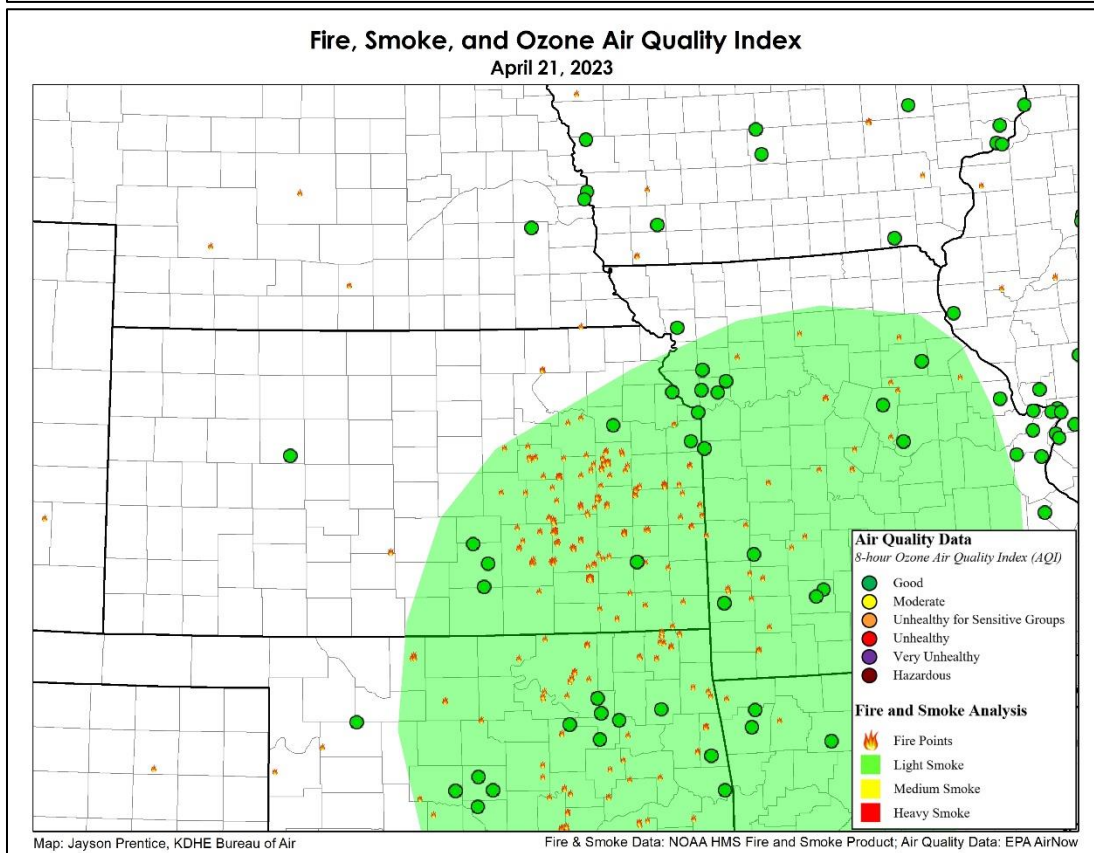 Fire, Smoke, and Ozone Air Quality Index
April 21, 2023
Air Quality Data
8-hour Ozone Air Quality Index (AQI)
Good
Moderate
Unhealthy for Sensitive Groups
Unhealthy
Very Unhealthy
Hazardous
Fire and Smoke Analysis
Fire Points
Light Smoke
Medium Smoke
Heavy Smoke
Map: Jayson Prentice, KDHE Bureau of Air
Fire & Smoke Data: NOAA HMS Fire and Smoke Product; Air Quality Data: EPA AirNow